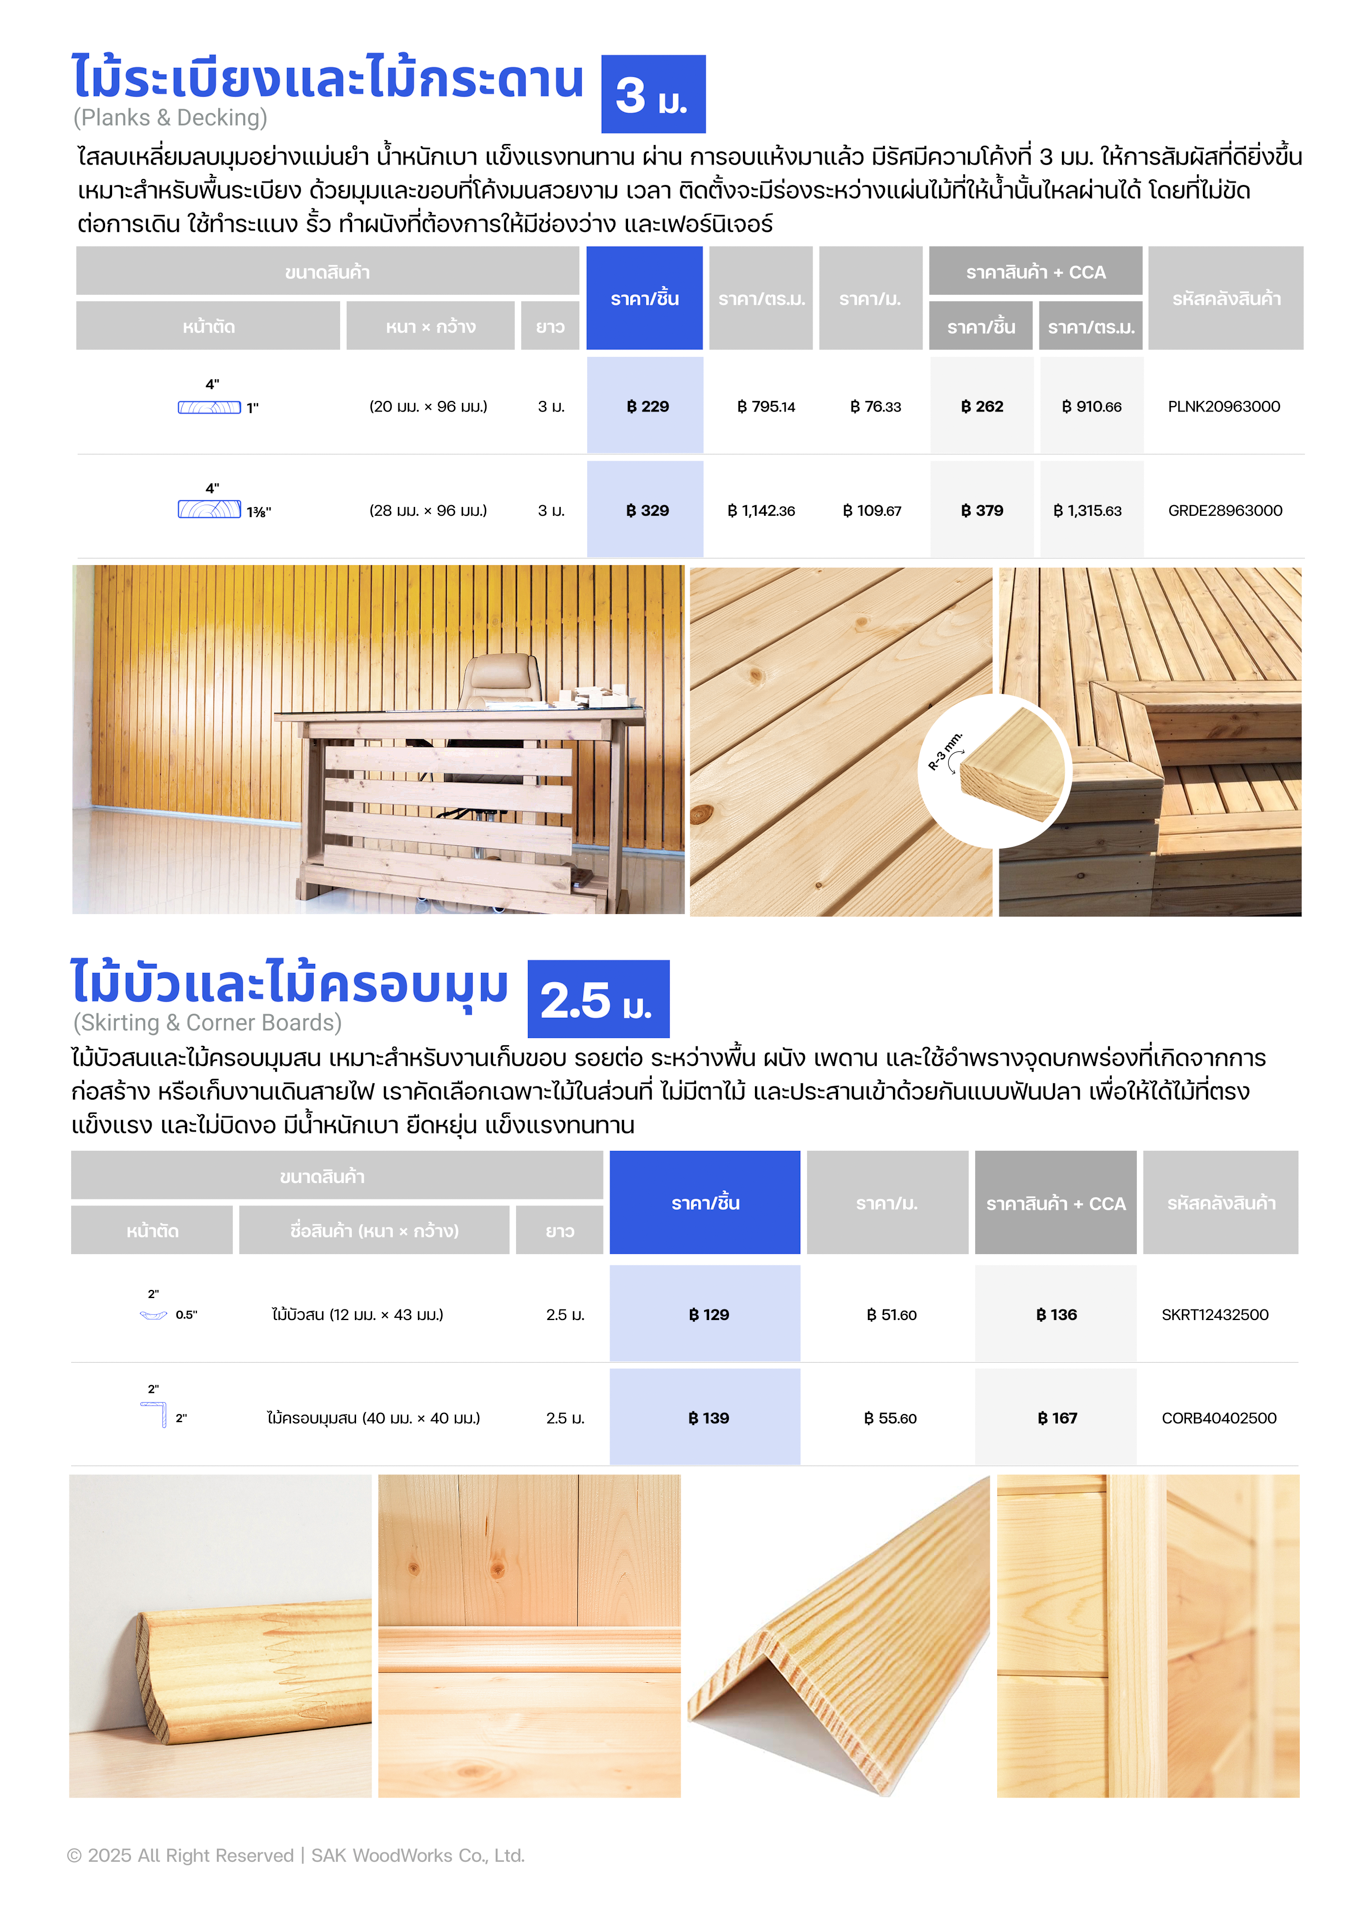 ไม้ระเบียงและไม้กระดาน
3 ม.
(Planks & Decking)
ไสลบเหลี่ยมลบมุมอย่างแม่นยำ น้ำหนักเบา แข็งแรงทนทาน ผ่าน การอบแห้งมาแล้ว มีรัศมีความโค้งที่ 3 มม. ให้การสัมผัสที่ดียิ่งขึ้น
เหมาะสำหรับพื้นระเบียง ด้วยมุมและขอบที่โค้งมนสวยงาม เวลา ติดตั้งจะมีร่องระหว่างแผ่นไม้ที่ให้น้ำนั้นไหลผ่านได้ โดยที่ไม่ขัด
ต่อการเดิน ใช้ทำระแนง รั้ว ทำผนังที่ต้องการให้มีช่องว่าง และเฟอร์นิเจอร์
ขนาดสินค้า ราคา/ชิ้น ราคา/ตร.ม. ราคา/ม. ราคาสินค้า + CCA รหัสคลังสินค้า
หน้าตัด หนา × กว้าง ยาว ราคา/ชิ้น ราคา/ตร.ม.
4"
1" (20 มม. × 96 มม.) 3 ม. ฿ 229 ฿ 795.14 ฿ 76.33 ฿ 262 ฿ 910.66 PLNK20963000
4"
1⅜" (28 มม. × 96 มม.) 3 ม. ฿ 329 ฿ 1,142.36 ฿ 109.67 ฿ 379 ฿ 1,315.63 GRDE28963000
R-3 mm.
ไม้บัวและไม้ครอบมุม
2.5 ม.
(Skirting & Corner Boards)
ไม้บัวสนและไม้ครอบมุมสน เหมาะสำหรับงานเก็บขอบ รอยต่อ ระหว่างพื้น ผนัง เพดาน และใช้อำพรางจุดบกพร่องที่เกิดจากการ
ก่อสร้าง หรือเก็บงานเดินสายไฟ เราคัดเลือกเฉพาะไม้ในส่วนที่ ไม่มีตาไม้ และประสานเข้าด้วยกันแบบฟันปลา เพื่อให้ได้ไม้ที่ตรง
แข็งแรง และไม่บิดงอ มีน้ำหนักเบา ยืดหยุ่น แข็งแรงทนทาน
ขนาดสินค้า ราคา/ชิ้น ราคา/ม. ราคาสินค้า + CCA รหัสคลังสินค้า
หน้าตัด ชื่อสินค้า (หนา × กว้าง) ยาว
2"
0.5" ไม้บัวสน (12 มม. × 43 มม.) 2.5 ม. ฿ 129 ฿ 51.60 ฿ 136 SKRT12432500
2"
2" ไม้ครอบมุมสน (40 มม. × 40 มม.) 2.5 ม. ฿ 139 ฿ 55.60 ฿ 167 CORB40402500
© 2025 All Right Reserved | SAK WoodWorks Co., Ltd.